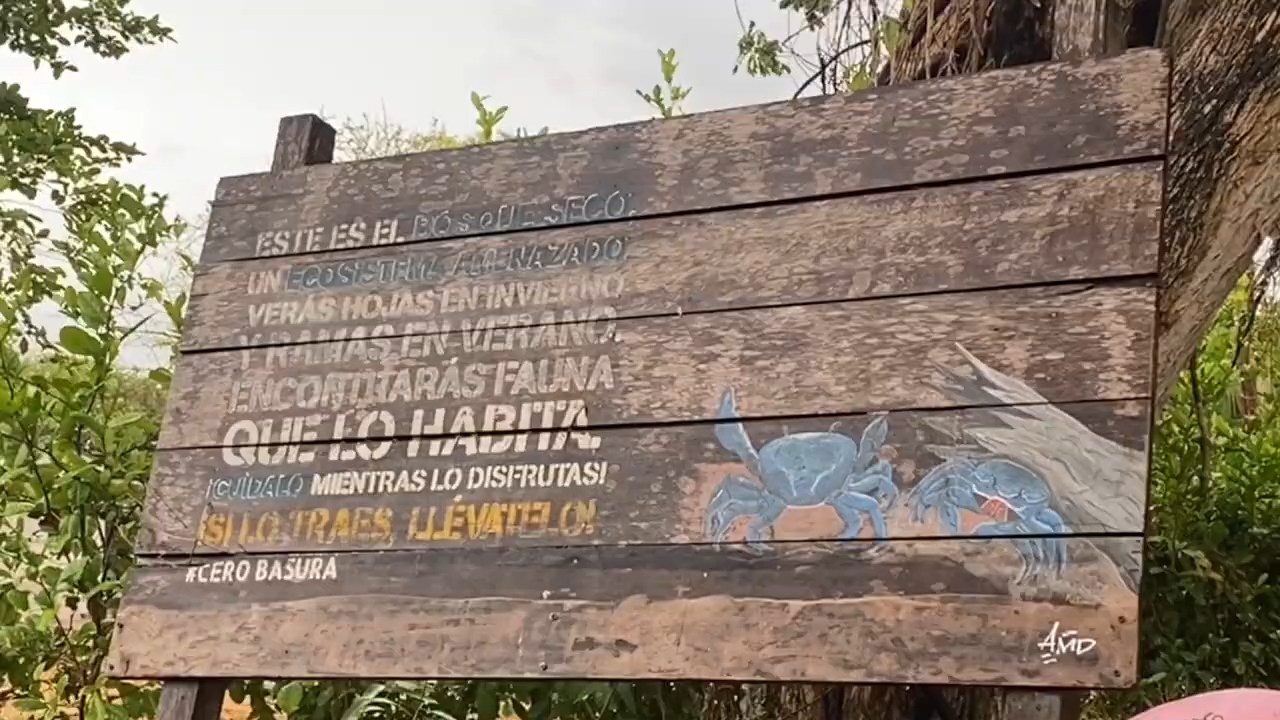 ESTE ES EL BOSQUE SECO,
UN ECOSISTEMA AMENAZADO,
VERÁS HOJAS EN INVIERNO
Y RAMAS EN VERANO.
ENCONTRARÁS FAUNA
QUE LO HABITA,
¡CUÍDALO MIENTRAS LO DISFRUTAS!
¡SI LO TRAES, LLÉVATELO!
#CERO BASURA
AMD